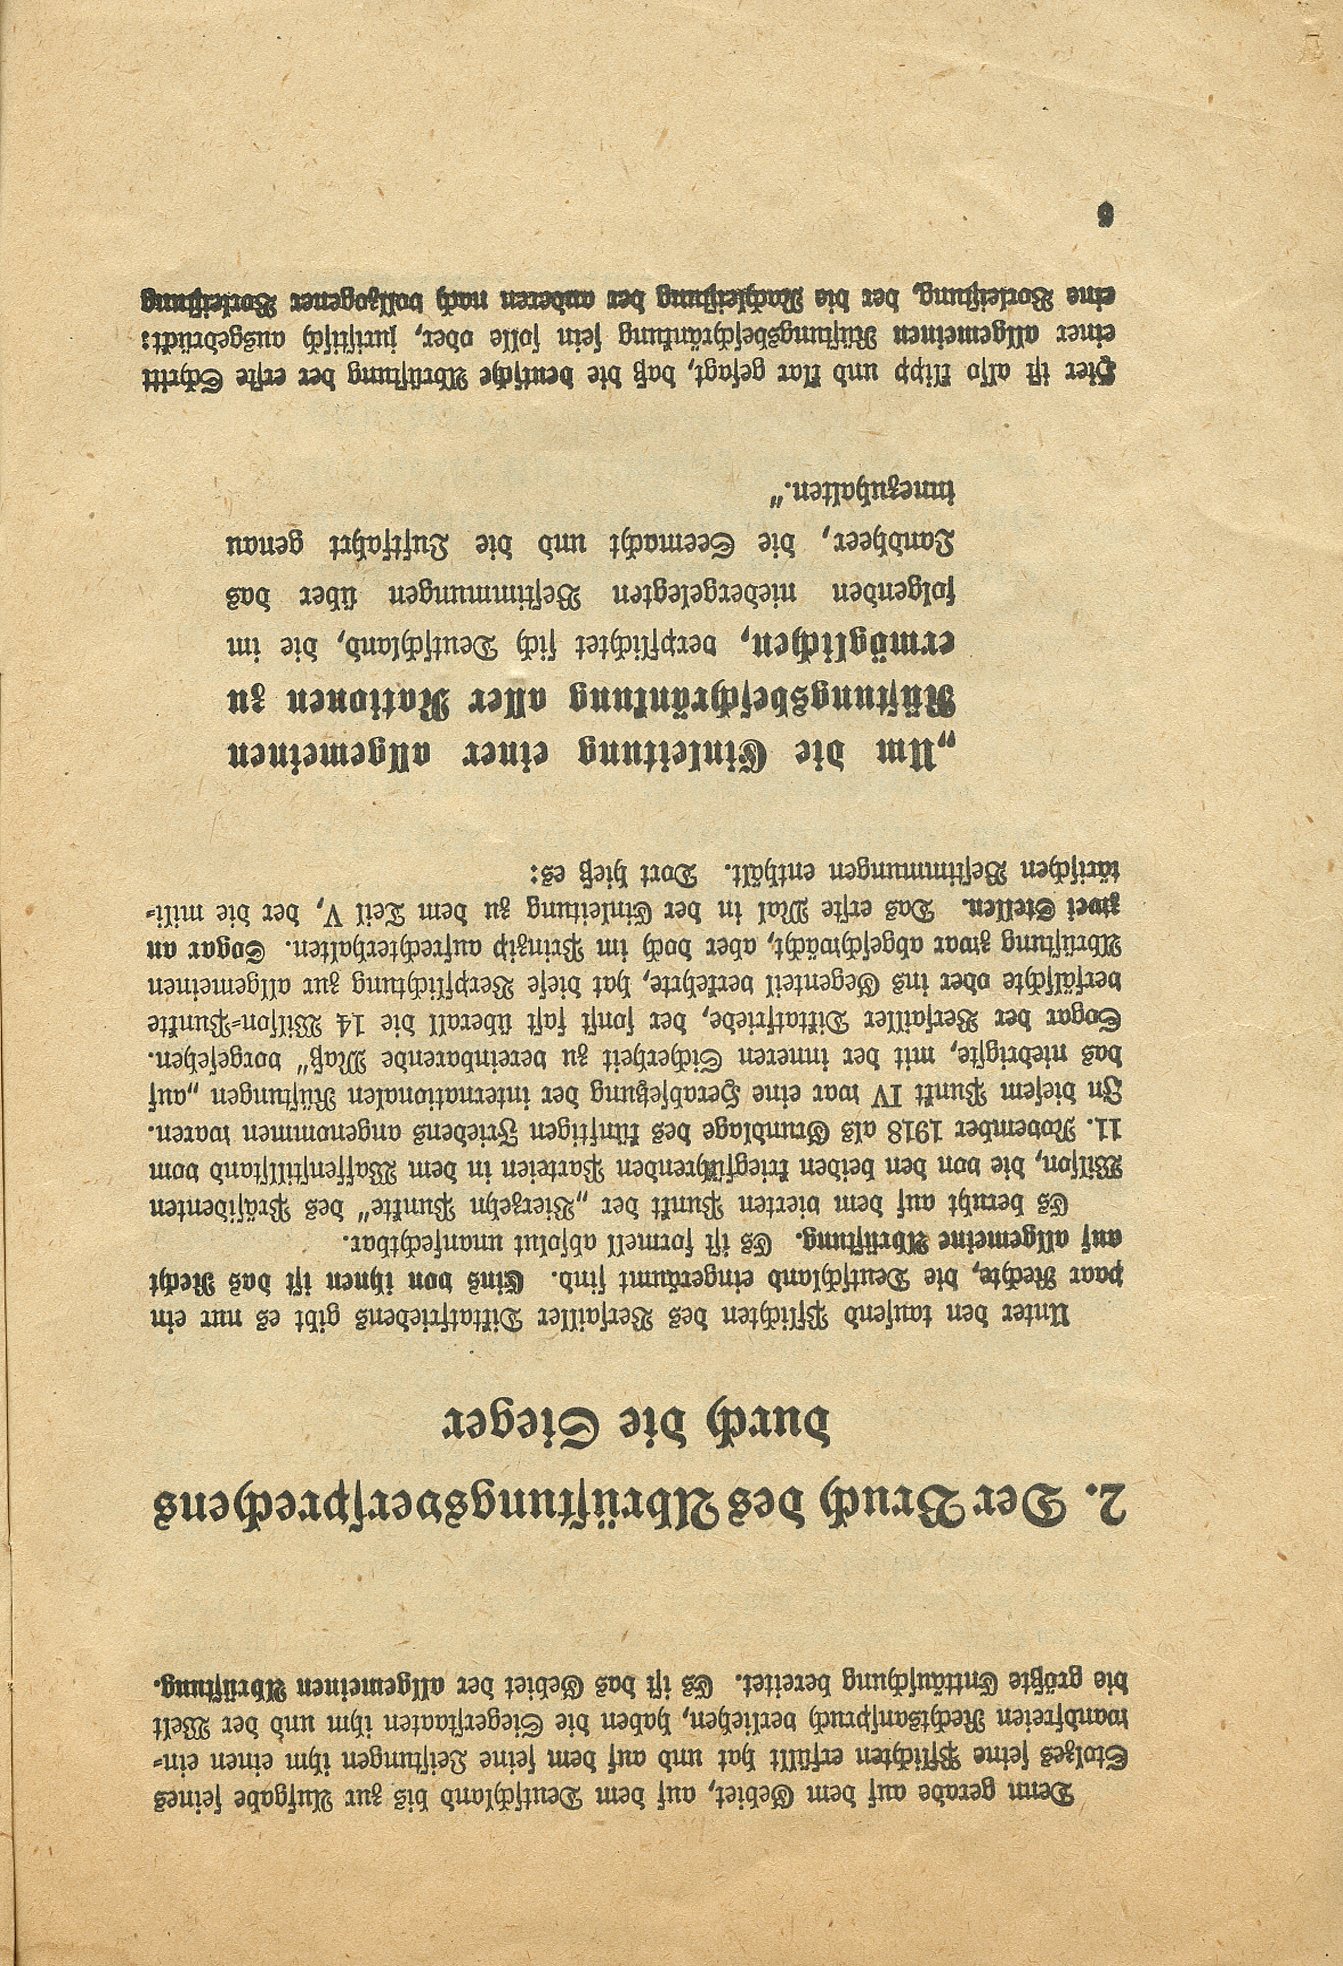 Denn gerade auf dem Gebiet, auf dem Deutschland bis zur Aufgabe seines
Stolzes seine Pflichten erfüllt hat und auf dem seine Leistungen ihm einen ein-
wandfreien Rechtsanspruch verliehen, haben die Siegerstaaten ihm und der Welt
die größte Enttäuschung bereitet. Es ist das Gebiet der allgemeinen Abrüstung.
2. Der Bruch des Abrüstungsversprechens
durch die Sieger
Unter den tausend Pflichten des Versailler Diktatfriedens gibt es nur ein
paar Rechte, die Deutschland eingeräumt sind. Eins von ihnen ist das Recht
auf allgemeine Abrüstung. Es ist formell absolut unanfechtbar.
Es beruht auf dem vierten Punkt der „Vierzehn Punkte“ des Präsidenten
Wilson, die von den beiden kriegführenden Parteien in dem Waffenstillstand vom
11. November 1918 als Grundlage des künftigen Friedens angenommen waren.
In diesem Punkt IV war eine Herabsetzung der internationalen Rüstungen „auf
das niedrigste, mit der inneren Sicherheit zu vereinbarende Maß“ vorgesehen.
Sogar der Versailler Diktatfriede, der sonst fast überall die 14 Wilson-Punkte
verfälschte oder ins Gegenteil verkehrte, hat diese Verpflichtung zur allgemeinen
Abrüstung zwar abgeschwächt, aber doch im Prinzip aufrechterhalten. Sogar an
zwei Stellen. Das erste Mal in der Einleitung zu dem Teil V, der die mili-
tärischen Bestimmungen enthält. Dort hieß es:
„Um die Einleitung einer allgemeinen
Rüstungsbeschränkung aller Nationen zu
ermöglichen, verpflichtet sich Deutschland, die im
folgenden niedergelegten Bestimmungen über das
Landheer, die Seemacht und die Luftfahrt genau
innezuhalten.“
Hier ist also klipp und klar gesagt, daß die deutsche Abrüstung der erste Schritt
einer allgemeinen Rüstungsbeschränkung sein solle oder, juristisch ausgedrückt:
eine Vorleistung, der die Nachleistung der anderen nach vollzogener Vorleistung
6